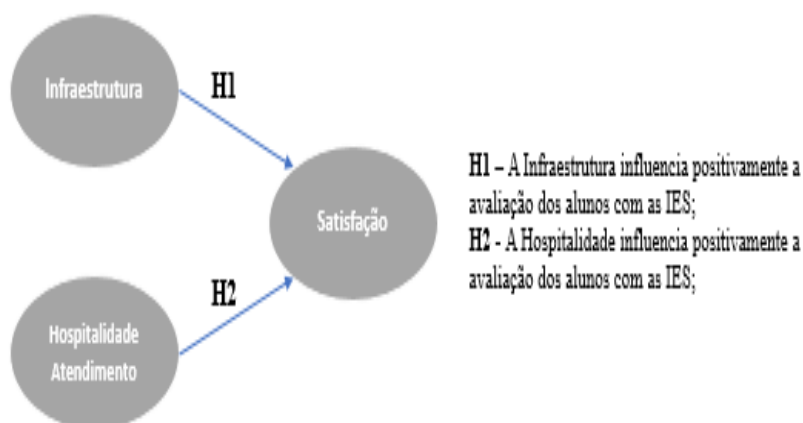 Infraestrutura
H1
Satisfação
H2
Hospitalidade
Atendimento
H1 – A Infraestrutura influencia positivamente a
avaliação dos alunos com as IES;
H2 - A Hospitalidade influencia positivamente a
avaliação dos alunos com as IES;